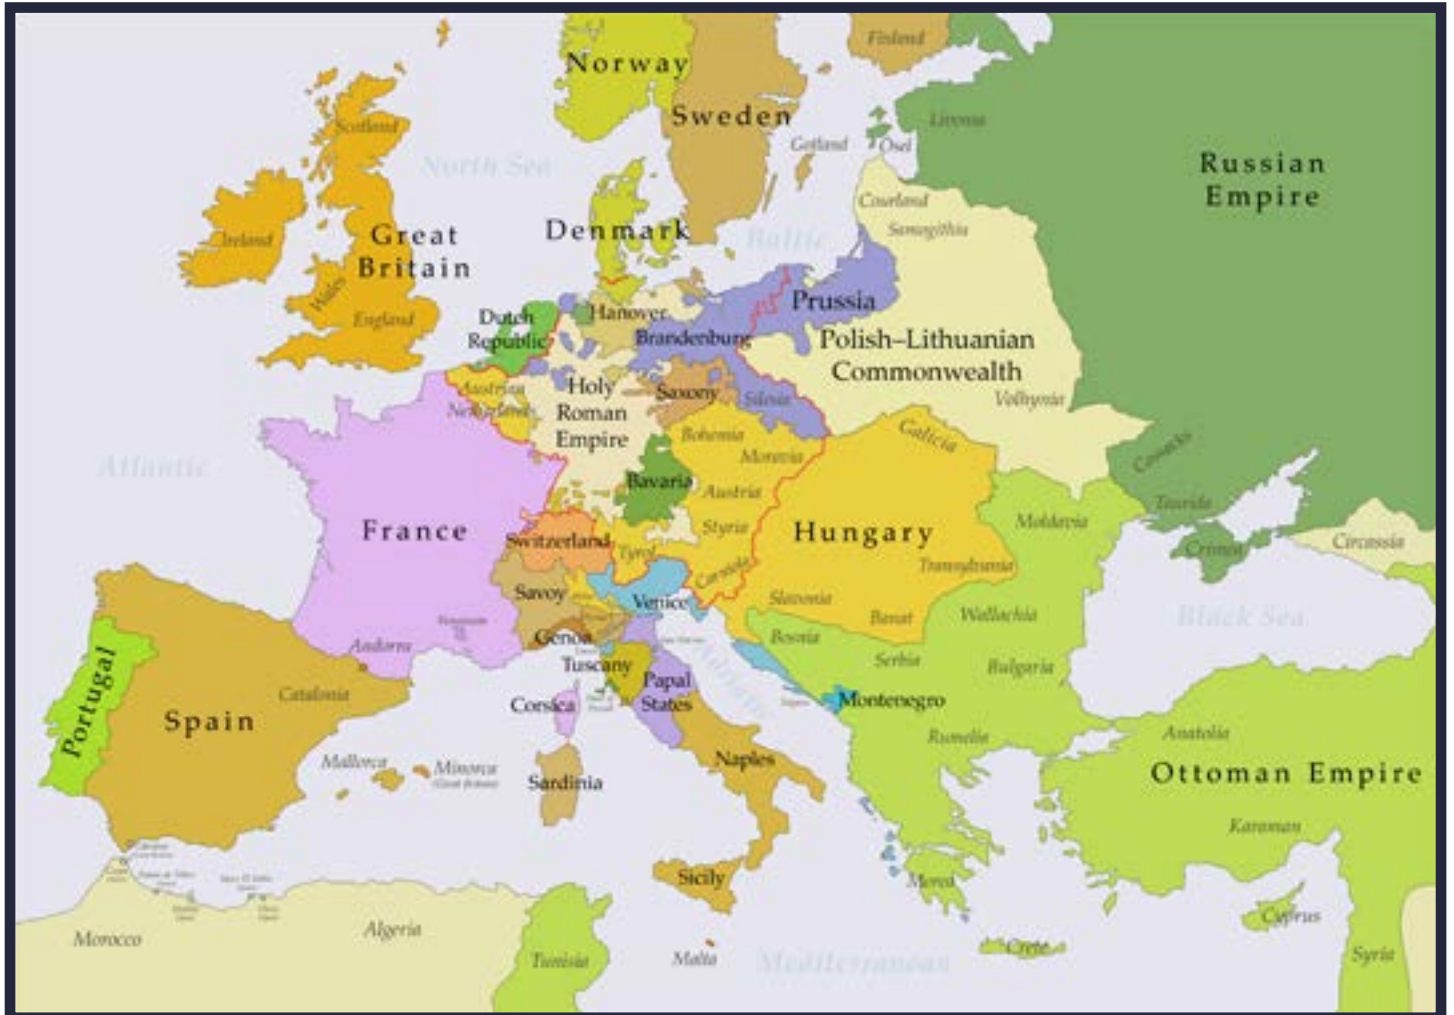 Norway
Finland
Sweden
Scotland
North Sea
Gotland
Osel
Livonia
Russian
Empire
Ireland
Great
Britain
Wales
England
Denmark
Baltic
Courland
Samogithia
Dutch
Republic
Hanover
Brandenburg
Prussia
Polish–Lithuanian
Commonwealth
Volhynia
Austrian
Netherlands
Holy
Roman
Empire
Saxony
Silesia
Bohemia
Moravia
Galicia
Cossacks
Atlantic
Bavaria
Austria
Taurida
Moldavia
France
Switzerland
Tyrol
Styria
Hungary
Crimea
Circassia
Transylvania
Carniola
Savoy
Venice
Slavonia
Banat
Wallachia
Black Sea
Genoa
Bosnia
Serbia
Bulgaria
Andorra
Tuscany
Papal
States
Adriatic
Portugal
Spain
Catalonia
Corsica
Montenegro
Rumelia
Anatolia
Mallorca
Minorca
(Great Britain)
Sardinia
Naples
Ottoman Empire
Karaman
Sicily
Morea
Cyprus
Morocco
Algeria
Tunisia
Malta
Mediterranean
Crete
Syria